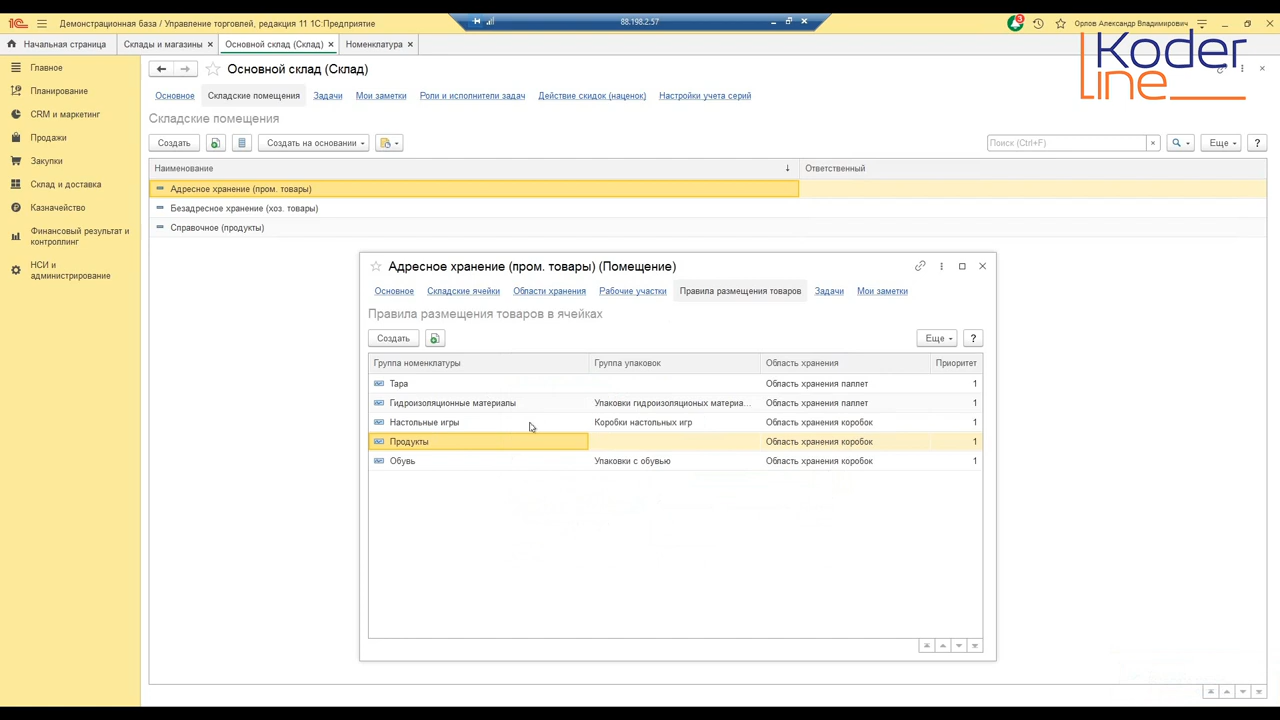 1С Демонстрационная база / Управление торговлей, редакция 11 1С:Предприятие
88.198.2.57
3
Орлов Александр Владимирович
Начальная страница
Склады и магазины ×
Основной склад (Склад) ×
Номенклатура ×
Koder line
Главное
Планирование
CRM и маркетинг
Продажи
Закупки
Склад и доставка
Казначейство
Финансовый результат и
контроллинг
НСИ и
администрирование
Основной склад (Склад)
Основное Складские помещения Задачи Мои заметки Роли и исполнители задач Действие скидок (наценок) Настройки учета серий
Складские помещения
Создать Создать на основании Поиск (Ctrl+F) × Еще ?
Наименование ↓ Ответственный
Адресное хранение (пром. товары)
Безадресное хранение (хоз. товары)
Справочное (продукты)
Адресное хранение (пром. товары) (Помещение)
Основное Складские ячейки Области хранения Рабочие участки Правила размещения товаров Задачи Мои заметки
Правила размещения товаров в ячейках
Создать Еще ?
Группа номенклатуры Группа упаковок Область хранения Приоритет
Тара Область хранения паллет 1
Гидроизоляционные материалы Упаковки гидроизоляционых материа... Область хранения паллет 1
Настольные игры Коробки настольных игр Область хранения коробок 1
Продукты Область хранения коробок 1
Обувь Упаковки с обувью Область хранения коробок 1